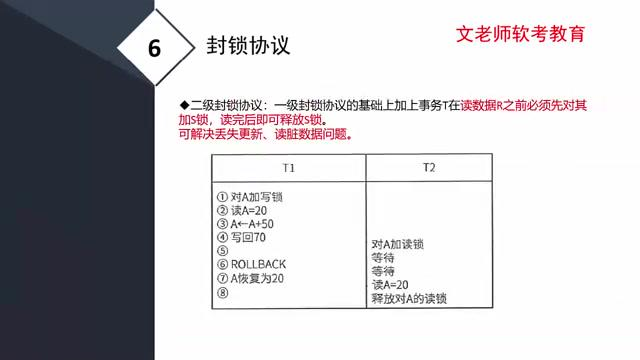 6
封锁协议
文老师软考教育
◆二级封锁协议：一级封锁协议的基础上加上事务T在读数据R之前必须先对其
加S锁，读完后即可释放S锁。
可解决丢失更新、读脏数据问题。
T1 T2
① 对A加写锁
② 读A=20
③ A←A+50
④ 写回70 对A加读锁
⑤ 等待
⑥ ROLLBACK 等待
⑦ A恢复为20 读A=20
⑧ 释放对A的读锁